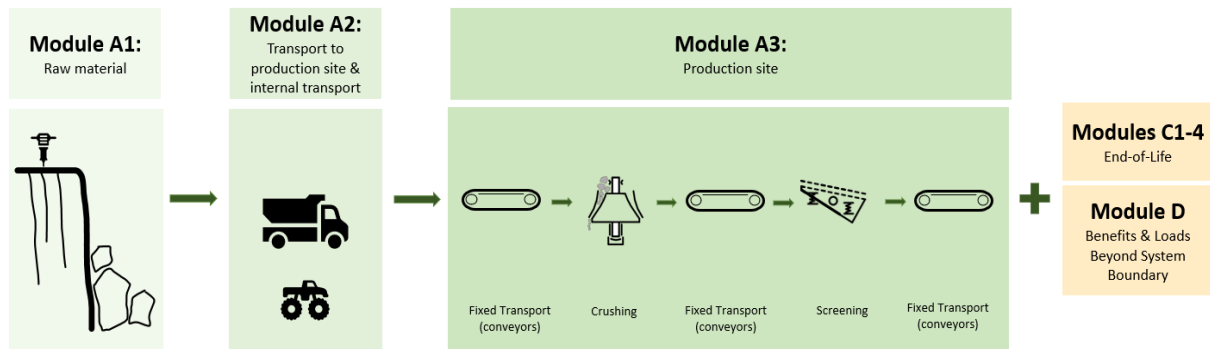 Module A1:
Raw material
Module A2:
Transport to
production site &
internal transport
Module A3:
Production site
Fixed Transport
(conveyors)
Crushing
Fixed Transport
(conveyors)
Screening
Fixed Transport
(conveyors)
Modules C1-4
End-of-Life
Module D
Benefits & Loads
Beyond System
Boundary